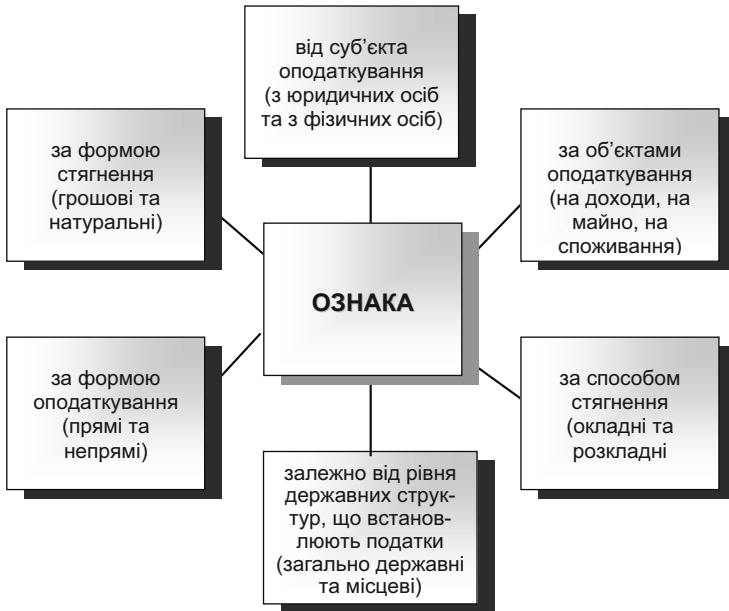 від суб’єкта
оподаткування
(з юридичних осіб
та з фізичних осіб)
за формою
стягнення
(грошові та
натуральні)
за об’єктами
оподаткування
(на доходи, на
майно, на
споживання)
ОЗНАКА
за формою
оподаткування
(прямі та
непрямі)
за способом
стягнення
(окладні та
розкладні
залежно від рівня
державних струк-
тур, що встанов-
люють податки
(загально державні
та місцеві)